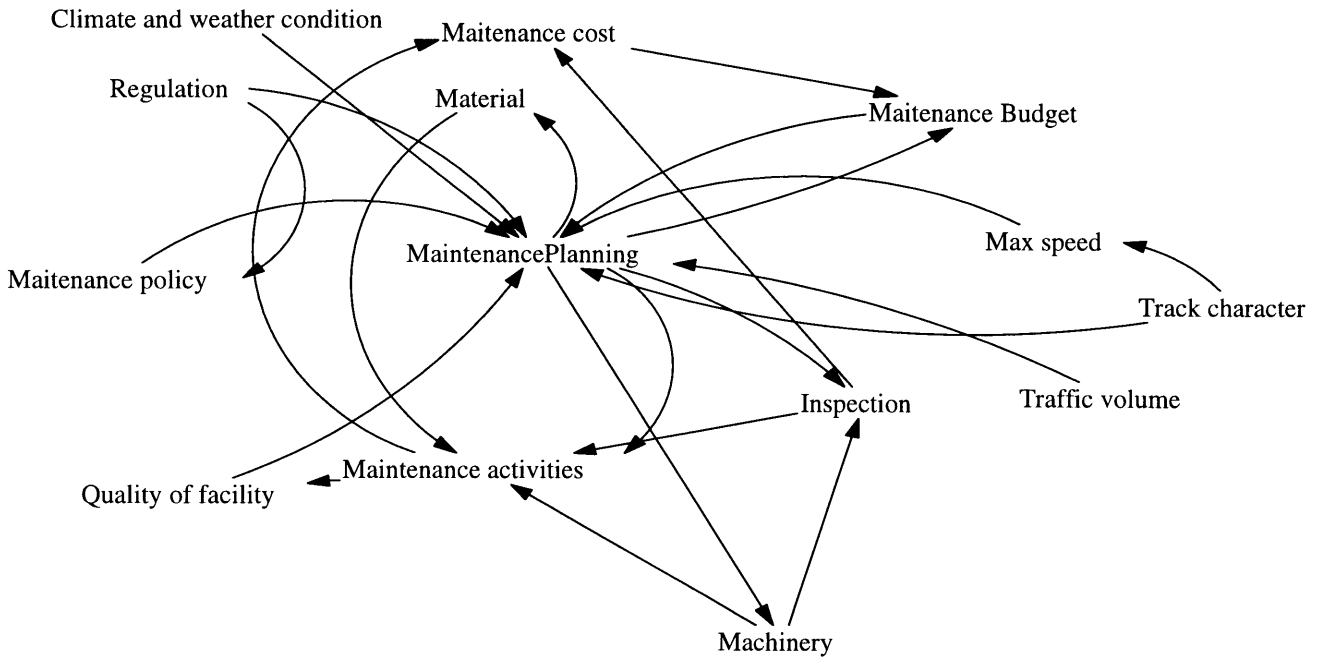 Climate and weather condition
Maitenance cost
Regulation
Material
Maitenance Budget
Max speed
MaintenancePlanning
Maitenance policy
Track character
Inspection
Traffic volume
Maintenance activities
Quality of facility
Machinery